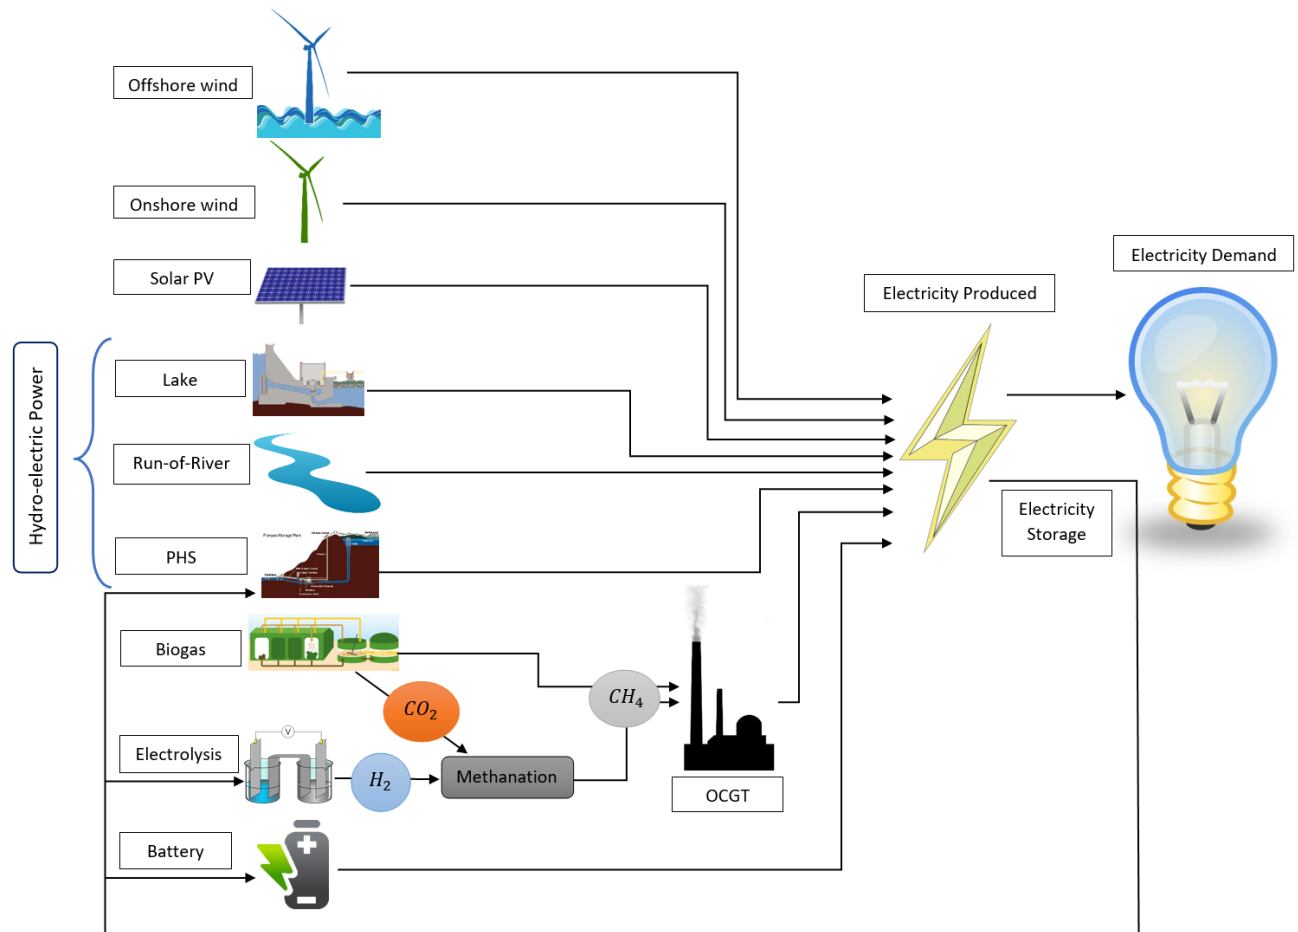 Offshore wind
Onshore wind
Electricity Demand
Solar PV
Electricity Produced
Hydro-electric Power
Lake
Run-of-River
Electricity
Storage
PHS
Biogas
CH4
CO2
Electrolysis
V
H2
Methanation
OCGT
Battery